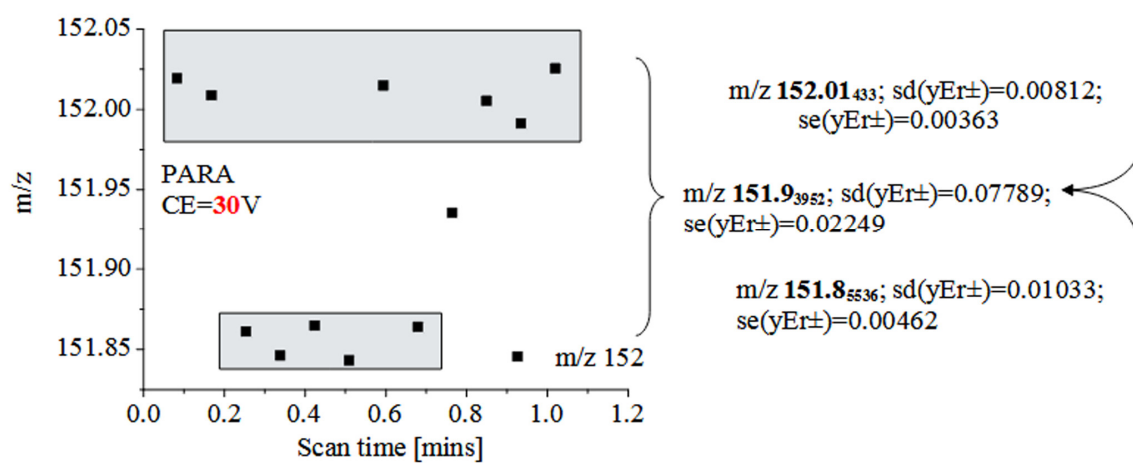 152.05
152.00
151.95
151.90
151.85
m/z
PARA
CE=30V
m/z 152
0.0 0.2 0.4 0.6 0.8 1.0 1.2
Scan time [mins]
m/z 152.01433; sd(yEr±)=0.00812;
se(yEr±)=0.00363
m/z 151.93952; sd(yEr±)=0.07789;
se(yEr±)=0.02249
m/z 151.85536; sd(yEr±)=0.01033;
se(yEr±)=0.00462